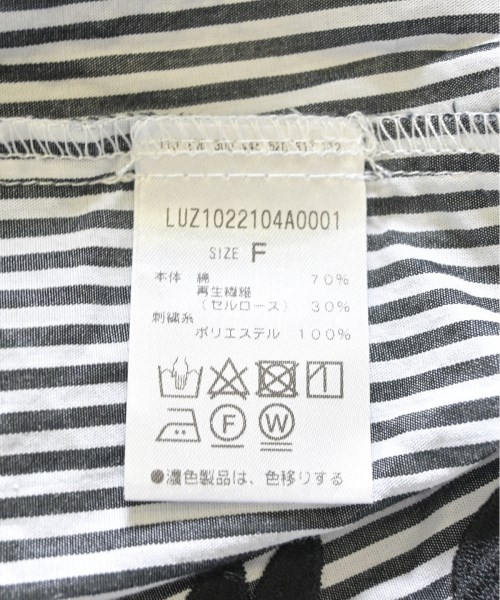 LUZ1022104A0001
SIZE F
本体 綿 70%
再生繊維
(セルロース) 30%
刺繍糸
ポリエステル 100%
F
W
●濃色製品は、色移りする